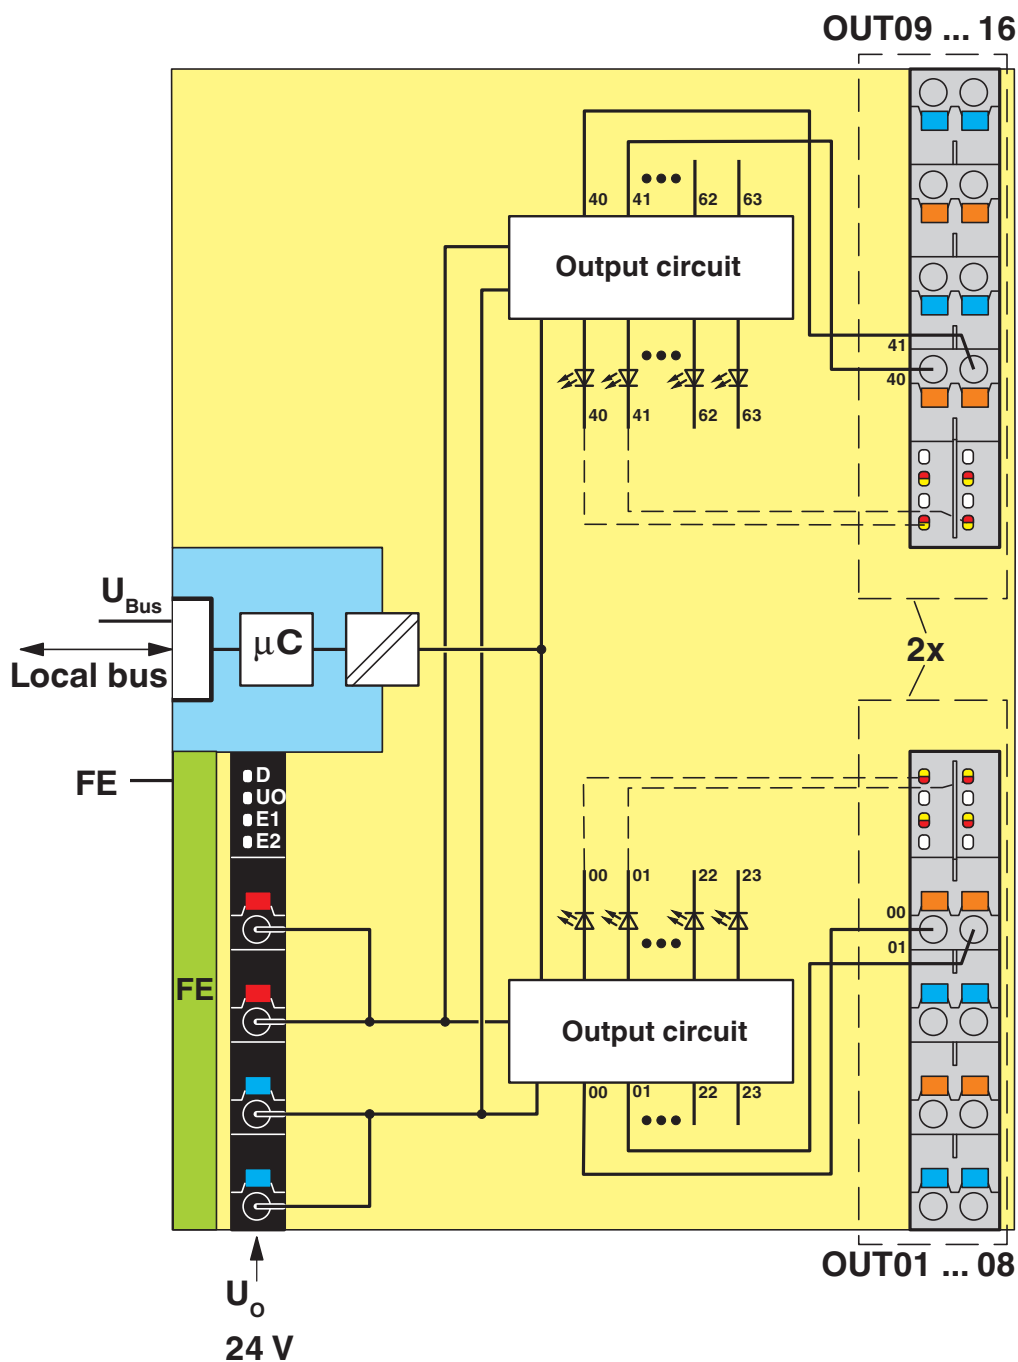 OUT09 ... 16
40 41 62 63
Output circuit
41
40
40 41 62 63
U Bus
µC
2x
Local bus
FE
D
UO
E1
E2
00 01 22 23
00
01
FE
Output circuit
00 01 22 23
OUT01 ... 08
U O
24 V